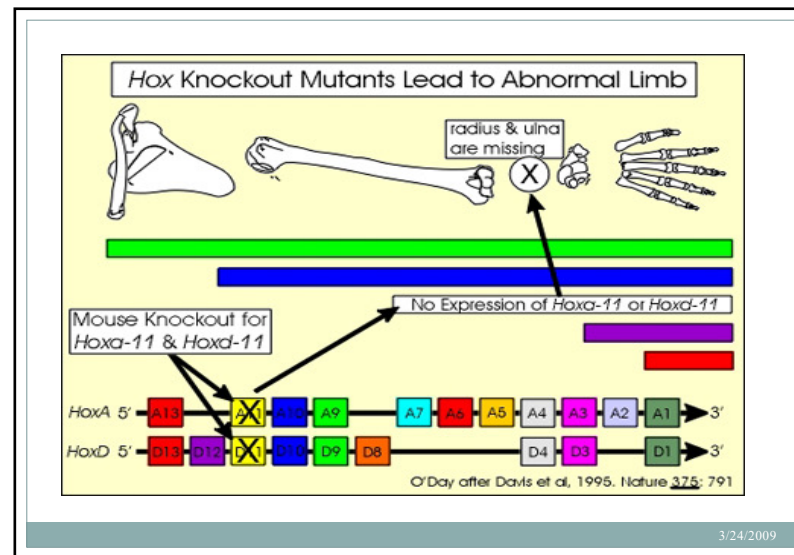 Hox Knockout Mutants Lead to Abnormal Limb
radius & ulna
are missing
X
No Expression of Hoxa-11 or Hoxd-11
Mouse Knockout for
Hoxa-11 & Hoxd-11
HoxA 5' A13 A11 A10 A9 A7 A6 A5 A4 A3 A2 A1 3'
HoxD 5' D13 D12 D11 D10 D9 D8 D4 D3 D1 3'
O'Day after Davis et al, 1995. Nature 375: 791
3/24/2009